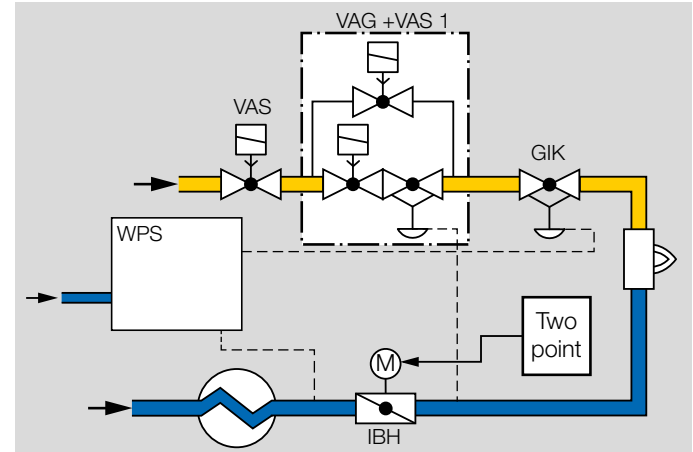 VAG +VAS 1
VAS
GIK
WPS
Two
point
M
IBH